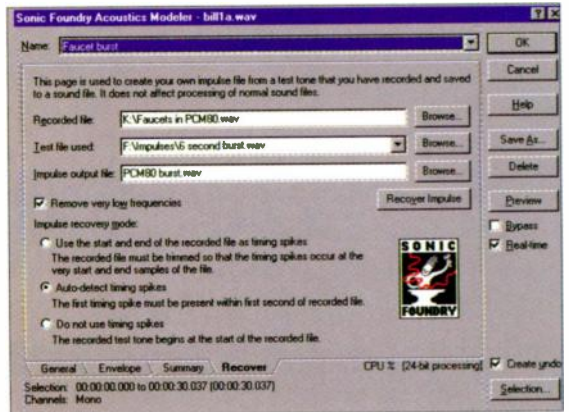 Sonic Foundry Acoustics Modeler - bill1a.wav
Name: Faucet burst
OK
Cancel
Help
Save As...
Delete
Preview
Bypass
Real-time
This page is used to create your own impulse file from a test tone that you have recorded and saved
to a sound file. It does not affect processing of normal sound files.
Recorded file: K:\Faucets in PCM80.wav Browse...
Test file used: F:\Impulses\6 second burst.wav Browse...
Impulse output file: PCM80 burst.wav Browse...
Remove very low frequencies
Recover Impulse
Impulse recovery mode:
Use the start and end of the recorded file as timing spikes
The recorded file must be trimmed so that the timing spikes occur at the
very start and end samples of the file.
Auto-detect timing spikes
The first timing spike must be present within first second of recorded file.
Do not use timing spikes
The recorded test tone begins at the start of the recorded file.
SONIC
FOUNDRY
General Envelope Summary Recover
CPU % (24-bit processing)
Create undo
Selection: 00:00:00.000 to 00:00:30.037 (00:00:30.037)
Channels: Mono
Selection...